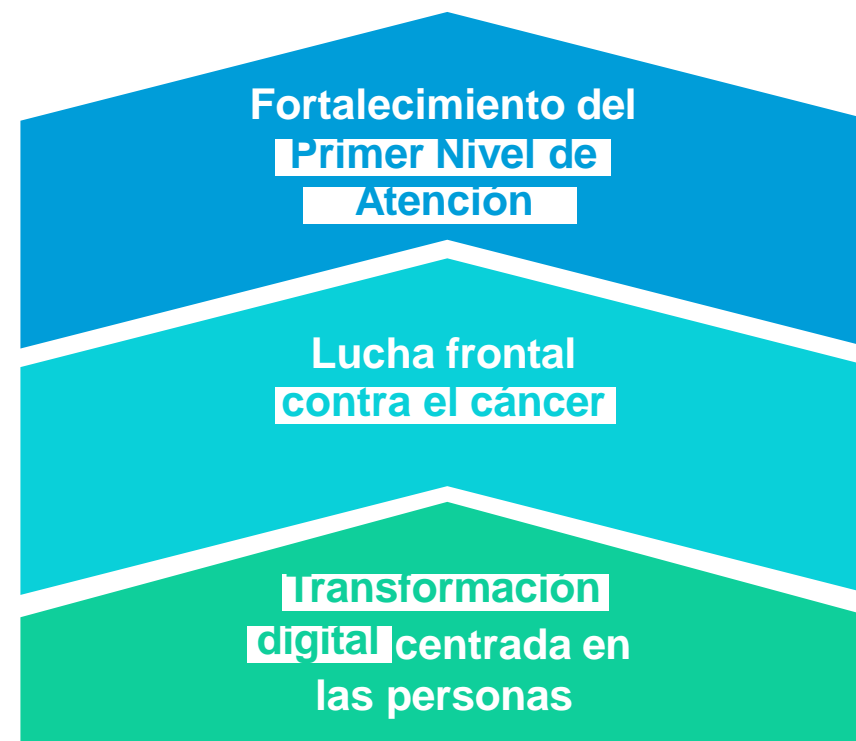 Fortalecimiento del
Primer Nivel de
Atención
Lucha frontal
contra el cáncer
Transformación
digital centrada en
las personas